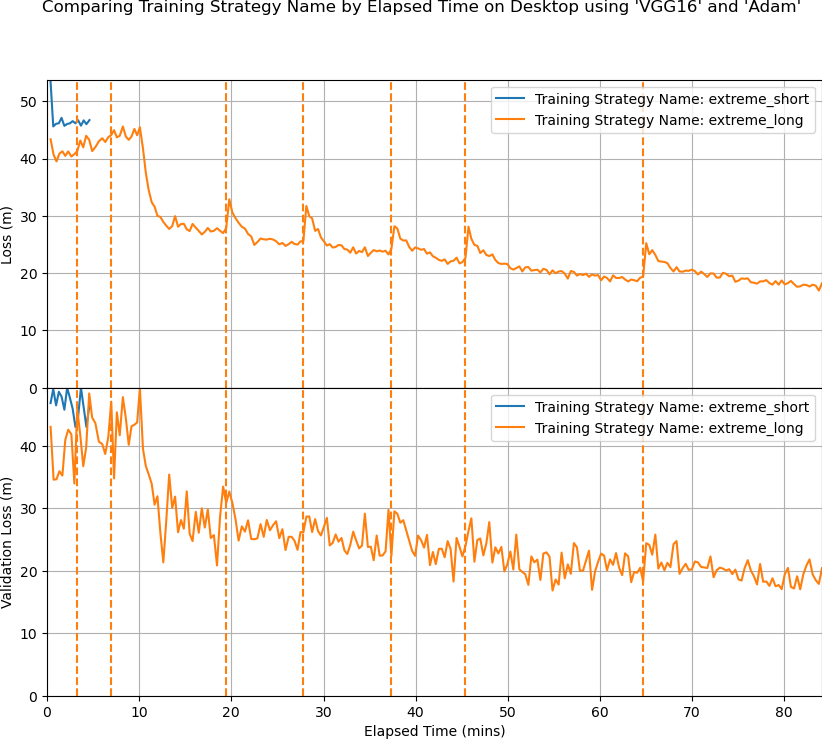 Comparing Training Strategy Name by Elapsed Time on Desktop using 'VGG16' and 'Adam'
50
40
30
20
10
0
Loss (m)
Training Strategy Name: extreme_short
Training Strategy Name: extreme_long
40
30
20
10
0
Validation Loss (m)
Training Strategy Name: extreme_short
Training Strategy Name: extreme_long
0 10 20 30 40 50 60 70 80
Elapsed Time (mins)